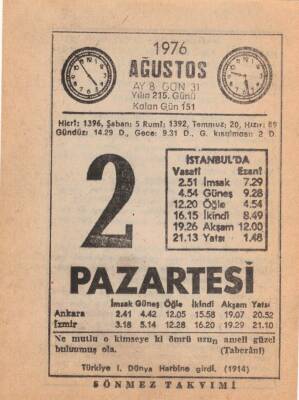 1976
AĞUSTOS
AY 8 GÜN 31
Yılın 215. Günü
Kalan Gün 151
Hicrî: 1396, Şaban: 5 Rumî: 1392, Temmuz: 20, Hızır: 89
Gündüz: 14.29 D., Gece: 9.31 D., G. kısalması 2 D.
2
İSTANBUL'DA
Vasatî Ezanî
2.51 İmsak 7.29
4.54 Güneş 9.28
12.20 Öğle 4.54
16.15 İkindi 8.49
19.26 Akşam 12.00
21.13 Yatsı 1.48
PAZARTESİ
İmsak Güneş Öğle İkindi Akşam Yatsı
Ankara 2.41 4.42 12.05 15.58 19.07 20.52
İzmir 3.18 5.14 12.28 16.20 19.29 21.10
Ne mutlu o kimseye ki ömrü uzun ameli güzel
bulunmuş ola. (Taberânî)
Türkiye I. Dünya Harbine girdi. (1914)
SÖNMEZ TAKVİMİ